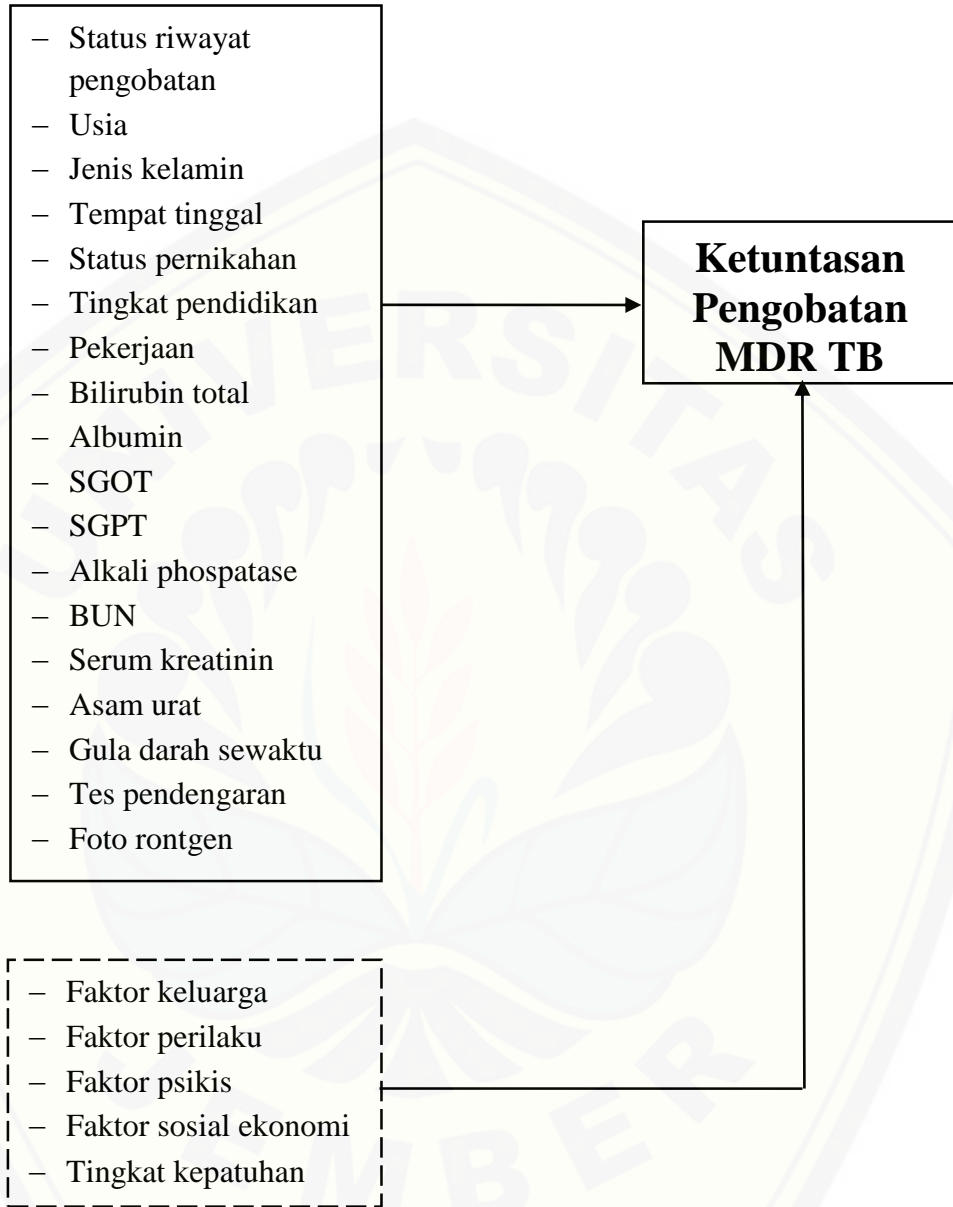 – Status riwayat
pengobatan
– Usia
– Jenis kelamin
– Tempat tinggal
– Status pernikahan
– Tingkat pendidikan
– Pekerjaan
– Bilirubin total
– Albumin
– SGOT
– SGPT
– Alkali phospatase
– BUN
– Serum kreatinin
– Asam urat
– Gula darah sewaktu
– Tes pendengaran
– Foto rontgen
Ketuntasan
Pengobatan
MDR TB
– Faktor keluarga
– Faktor perilaku
– Faktor psikis
– Faktor sosial ekonomi
– Tingkat kepatuhan
UNIVERSITAS
JEMBER